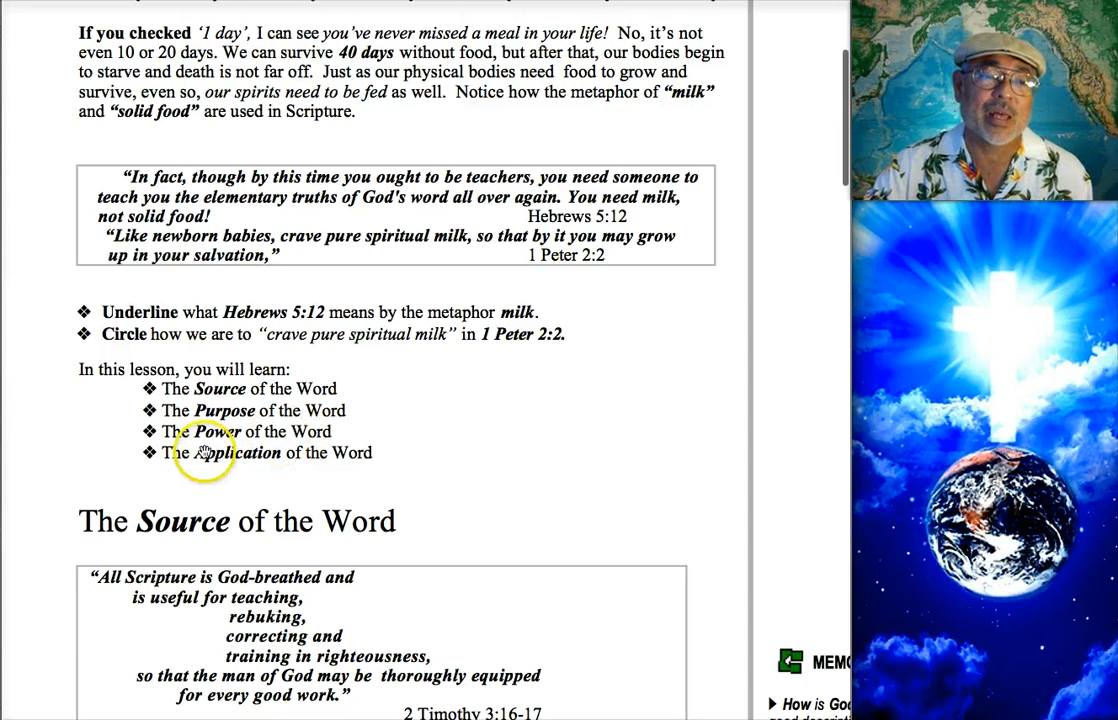 If you checked ‘1 day’, I can see you’ve never missed a meal in your life! No, it’s not
even 10 or 20 days. We can survive 40 days without food, but after that, our bodies begin
to starve and death is not far off. Just as our physical bodies need food to grow and
survive, even so, our spirits need to be fed as well. Notice how the metaphor of “milk”
and “solid food” are used in Scripture.
“In fact, though by this time you ought to be teachers, you need someone to
teach you the elementary truths of God's word all over again. You need milk,
not solid food! Hebrews 5:12
“Like newborn babies, crave pure spiritual milk, so that by it you may grow
up in your salvation,” 1 Peter 2:2
❖ Underline what Hebrews 5:12 means by the metaphor milk.
❖ Circle how we are to “crave pure spiritual milk” in 1 Peter 2:2.
In this lesson, you will learn:
❖ The Source of the Word
❖ The Purpose of the Word
❖ The Power of the Word
❖ The Application of the Word
The Source of the Word
“All Scripture is God-breathed and
is useful for teaching,
rebuking,
correcting and
training in righteousness,
so that the man of God may be thoroughly equipped
for every good work.”
2 Timothy 3:16-17
MEMO
How is Go